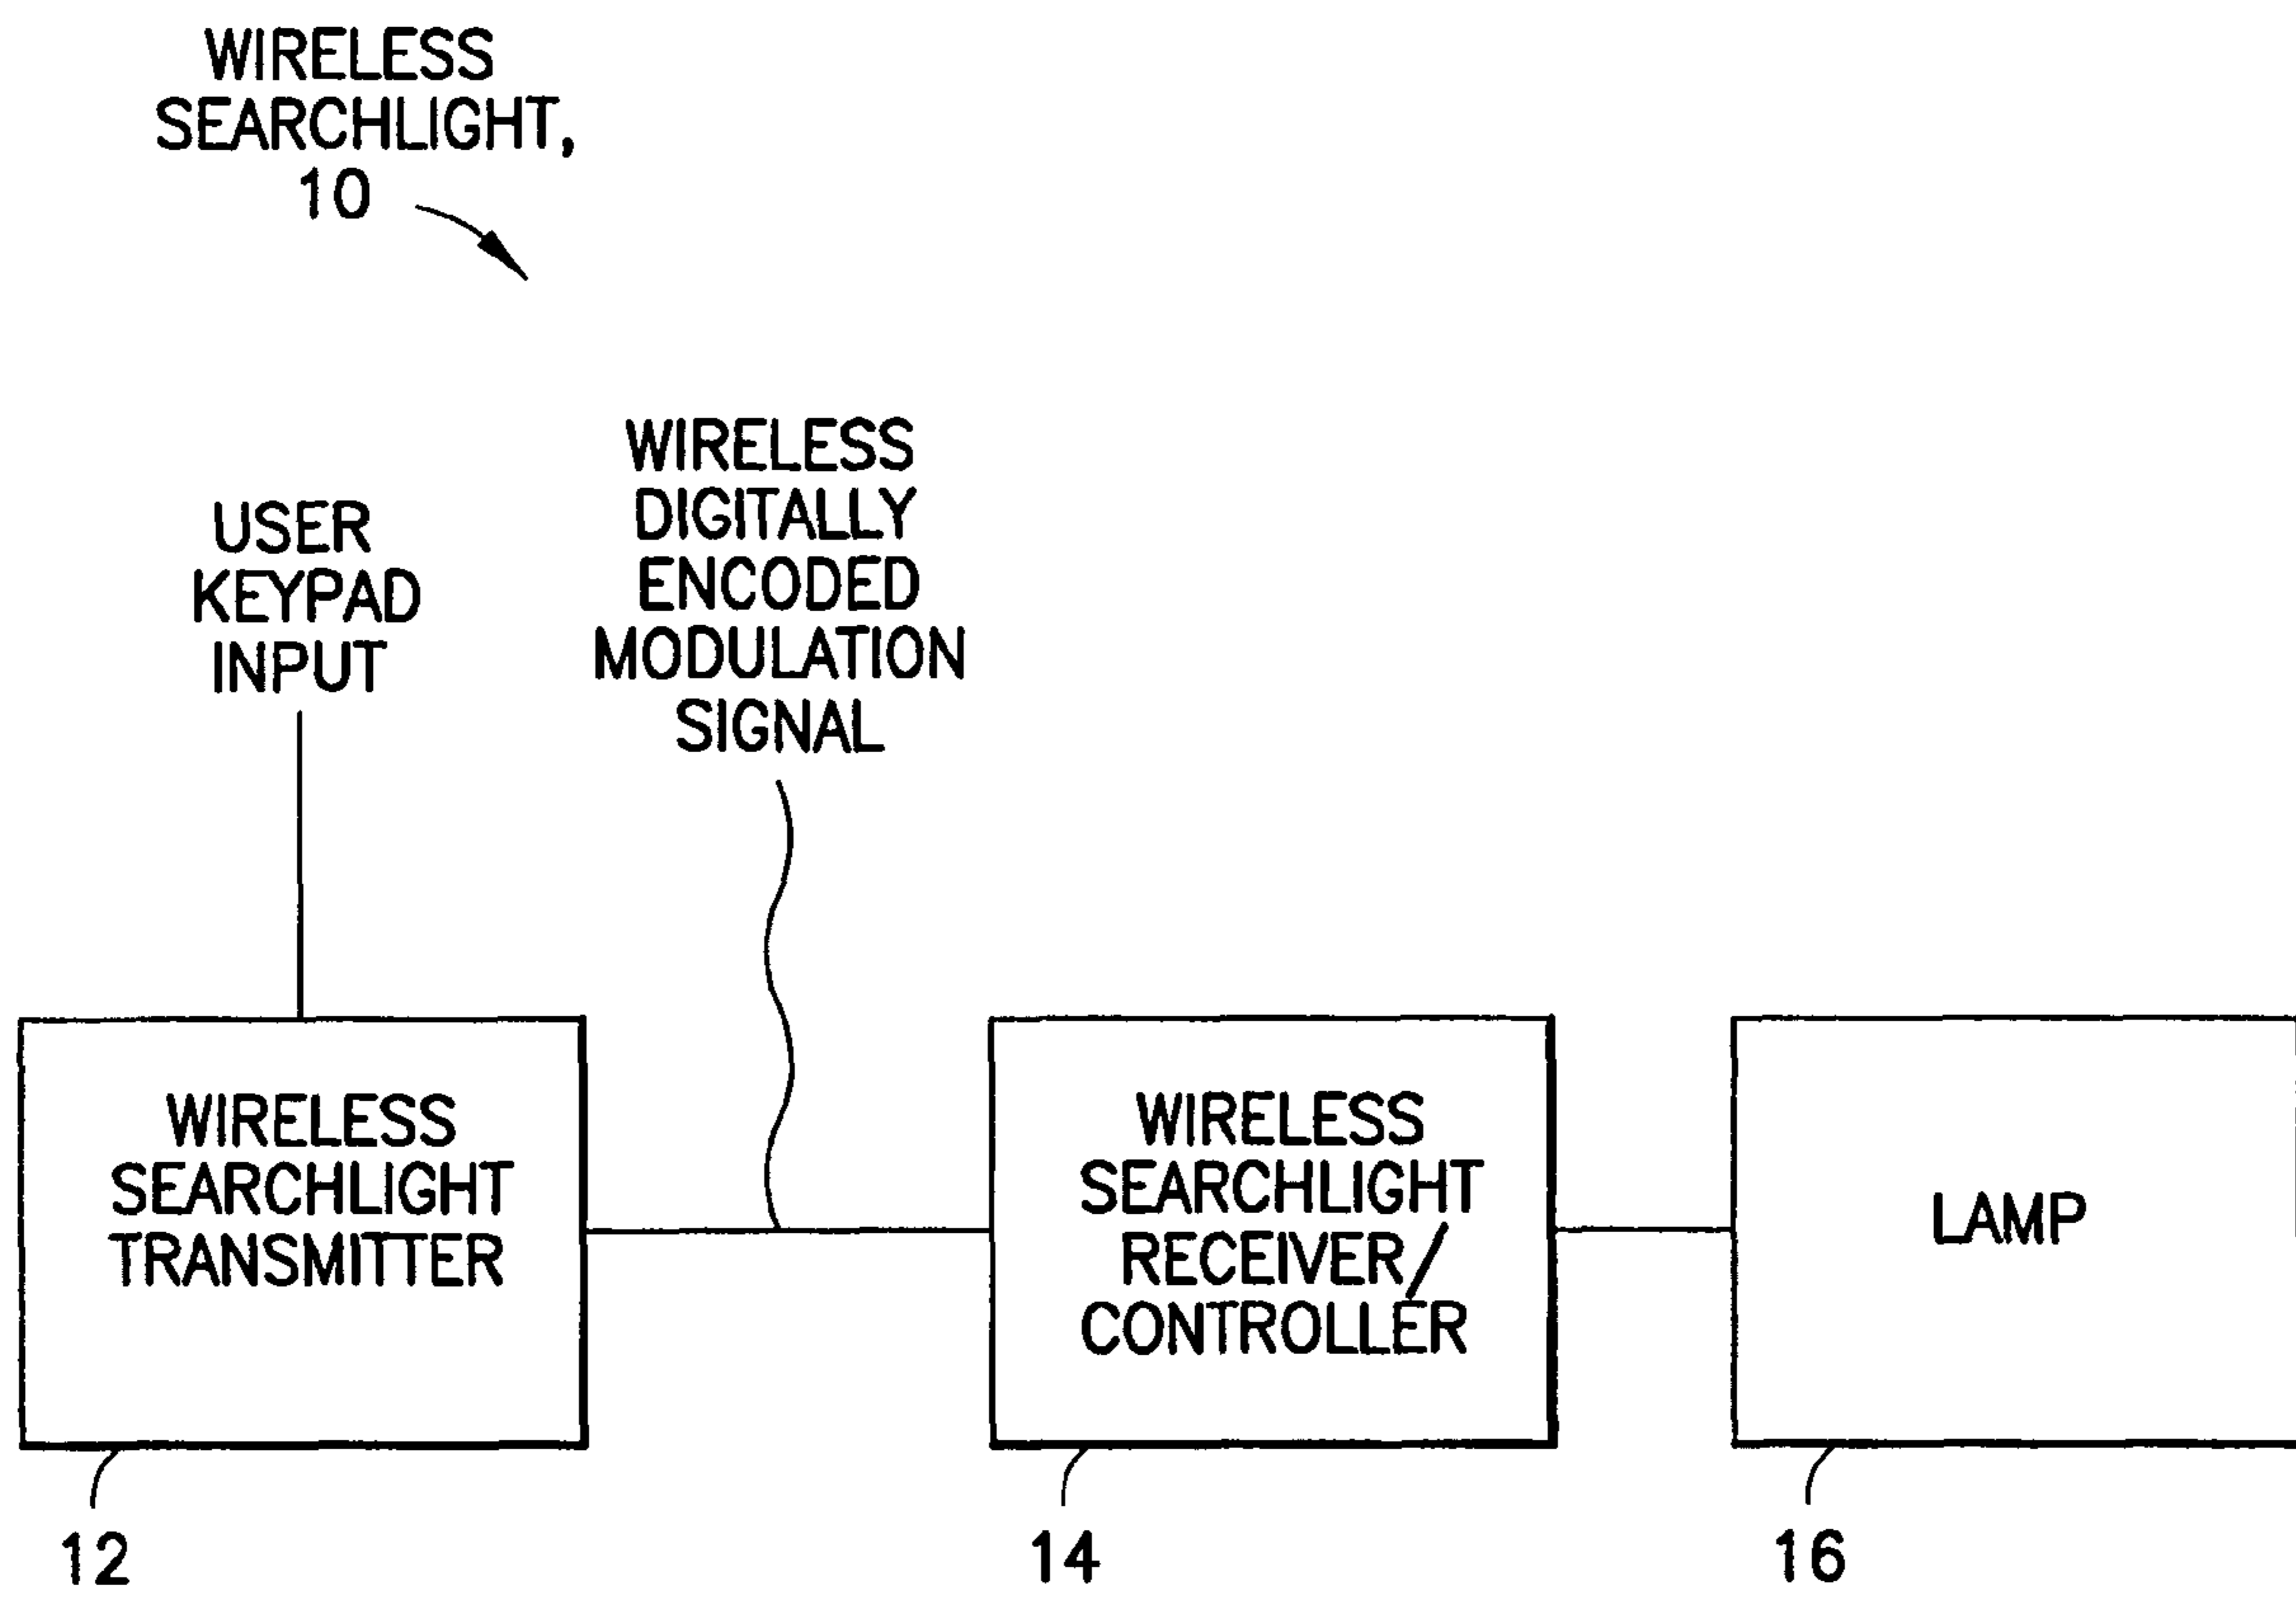 WIRELESS
SEARCHLIGHT,
10
WIRELESS
DIGITALLY
ENCODED
MODULATION
SIGNAL
USER
KEYPAD
INPUT
WIRELESS
SEARCHLIGHT
TRANSMITTER
WIRELESS
SEARCHLIGHT
RECEIVER/
CONTROLLER
LAMP
12
14
16